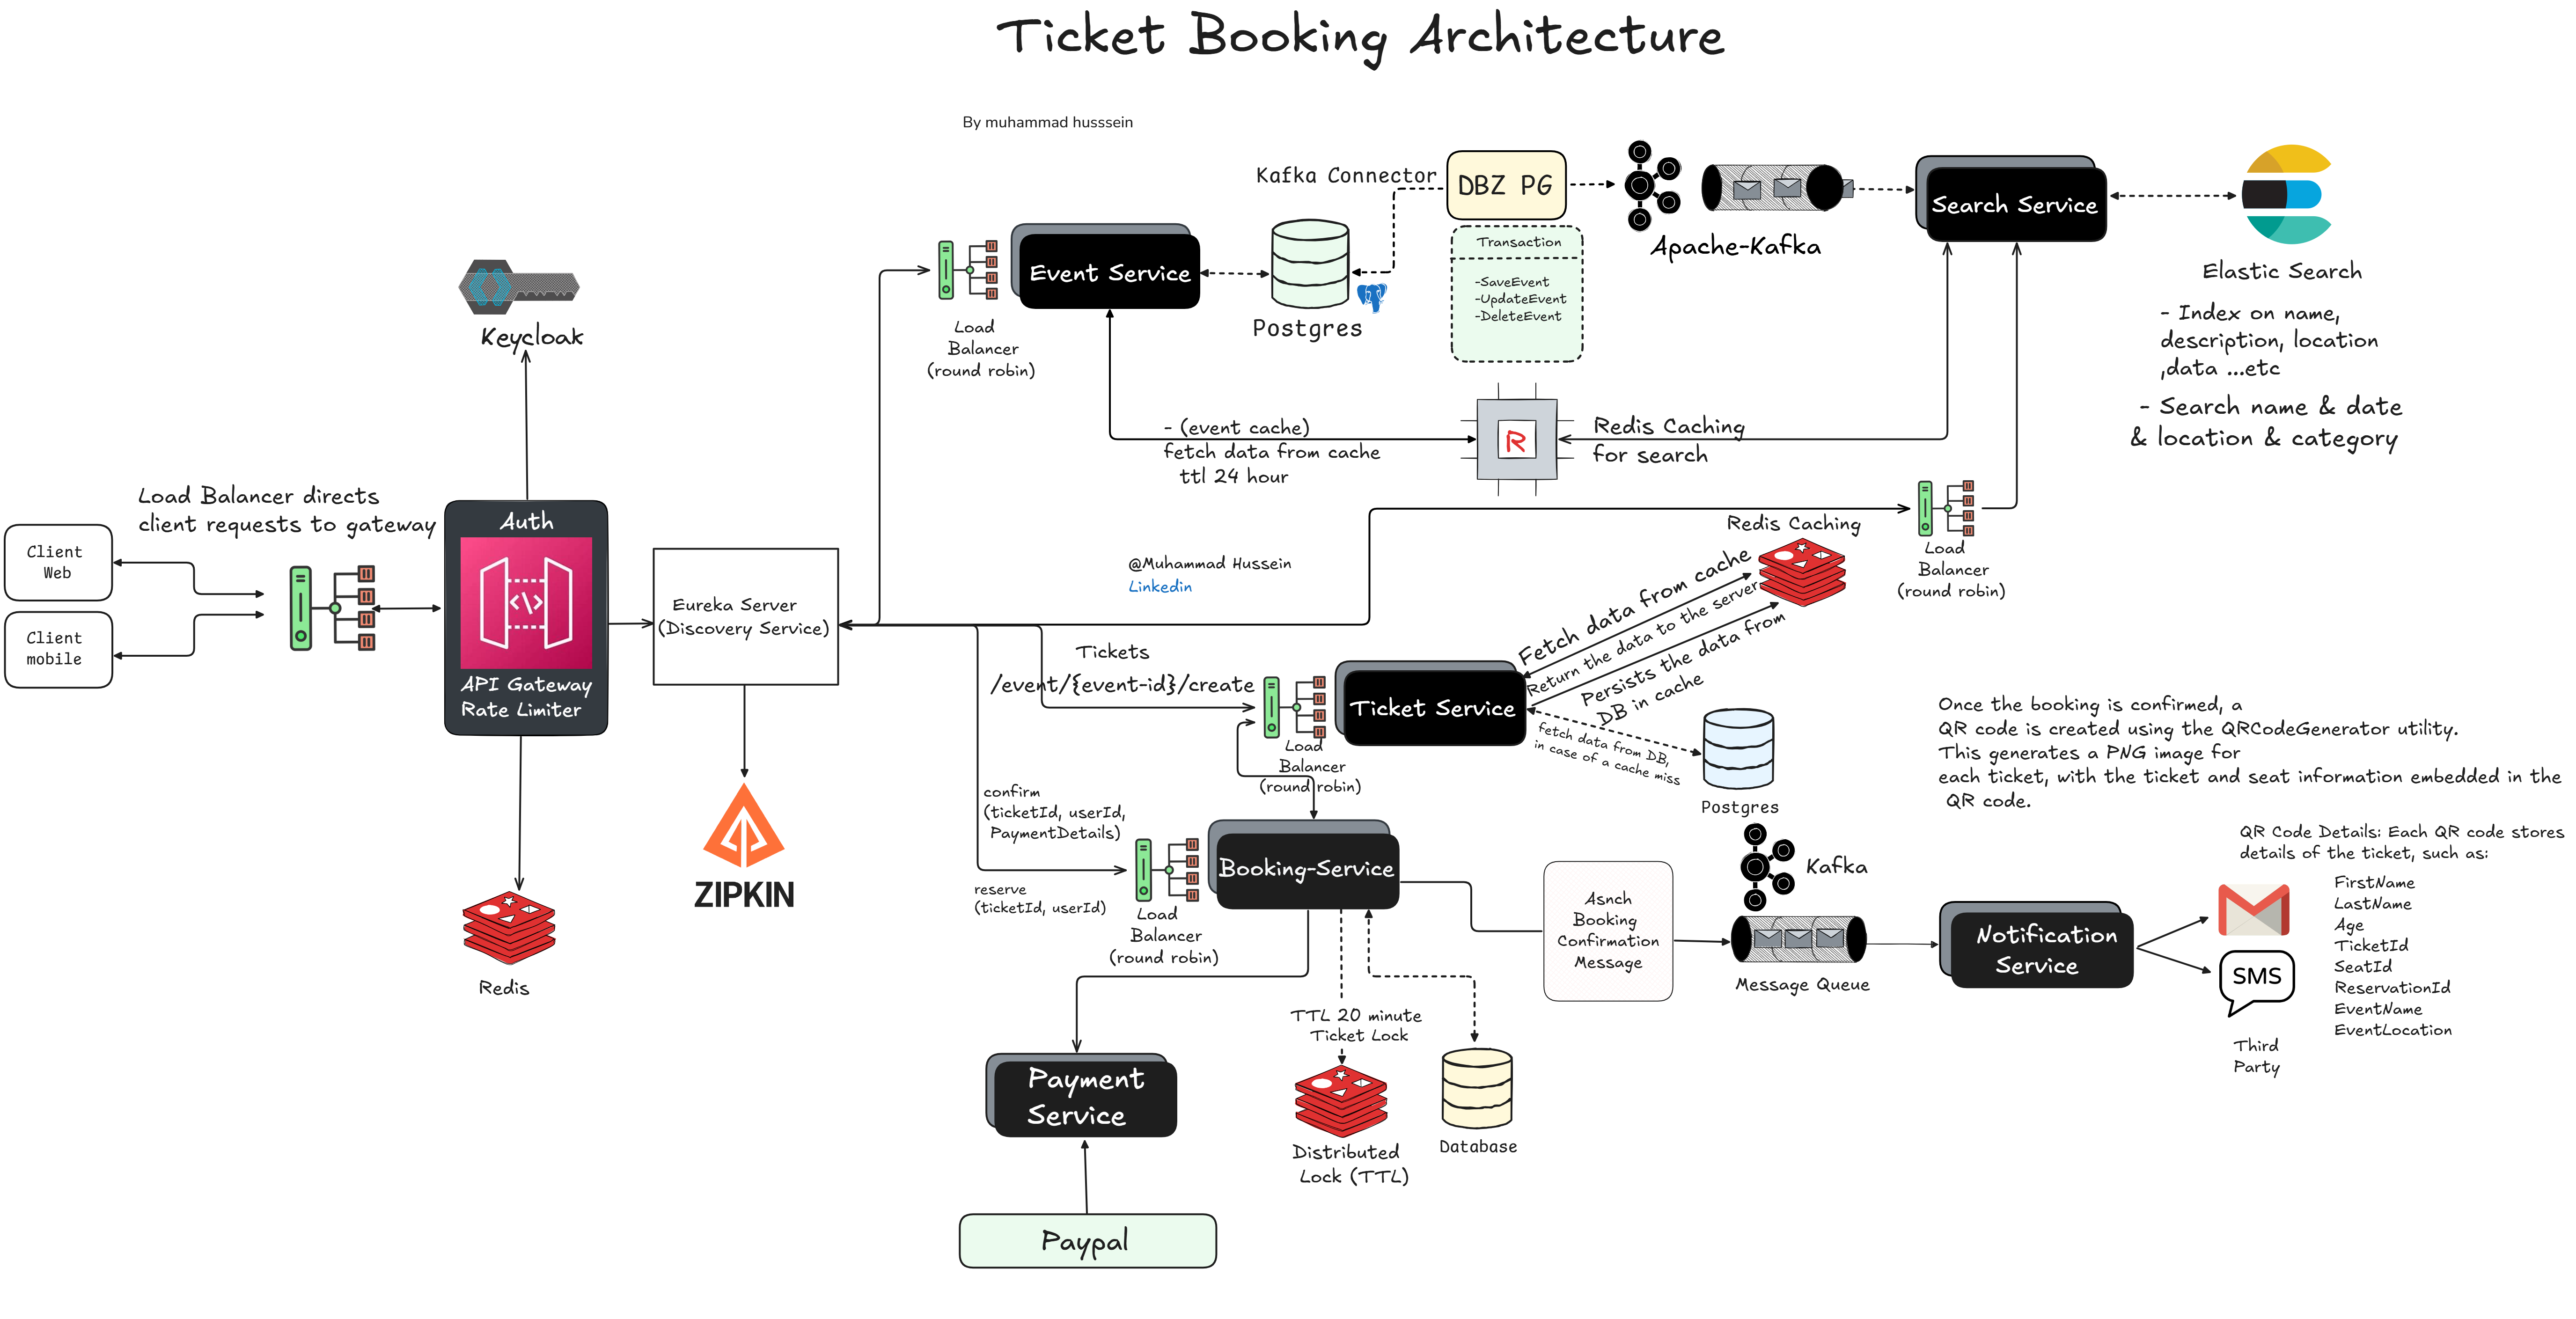 Ticket Booking Architecture
By muhammad husssein
Kafka Connector
DBZ PG
Transaction
-SaveEvent
-UpdateEvent
-DeleteEvent
Apache-Kafka
Search Service
Elastic Search
- Index on name,
description, location
,data ...etc
- Search name & date
& location & category
Event Service
Postgres
Load
Balancer
(round robin)
Keycloak
- (event cache)
fetch data from cache
ttl 24 hour
R
Redis Caching
for search
Load Balancer directs
client requests to gateway
Client
Web
Client
mobile
Auth
API Gateway
Rate Limiter
Eureka Server
(Discovery Service)
@Muhammad Hussein
Linkedin
Redis Caching
Load
Balancer
(round robin)
Fetch data from cache
Return the data to the server
Persists the data from
DB in cache
fetch data from DB,
in case of a cache miss
Tickets
/event/{event-id}/create
Load
Balancer
(round robin)
Ticket Service
Postgres
ZIPKIN
Redis
confirm
(ticketId, userId,
PaymentDetails)
reserve
(ticketId, userId)
Load
Balancer
(round robin)
Booking-Service
Asnch
Booking
Confirmation
Message
Kafka
Message Queue
Notification
Service
SMS
Third
Party
Once the booking is confirmed, a
QR code is created using the QRCodeGenerator utility.
This generates a PNG image for
each ticket, with the ticket and seat information embedded in the
QR code.
QR Code Details: Each QR code stores
details of the ticket, such as:
FirstName
LastName
Age
TicketId
SeatId
ReservationId
EventName
EventLocation
TTL 20 minute
Ticket Lock
Payment
Service
Distributed
Lock (TTL)
Database
Paypal